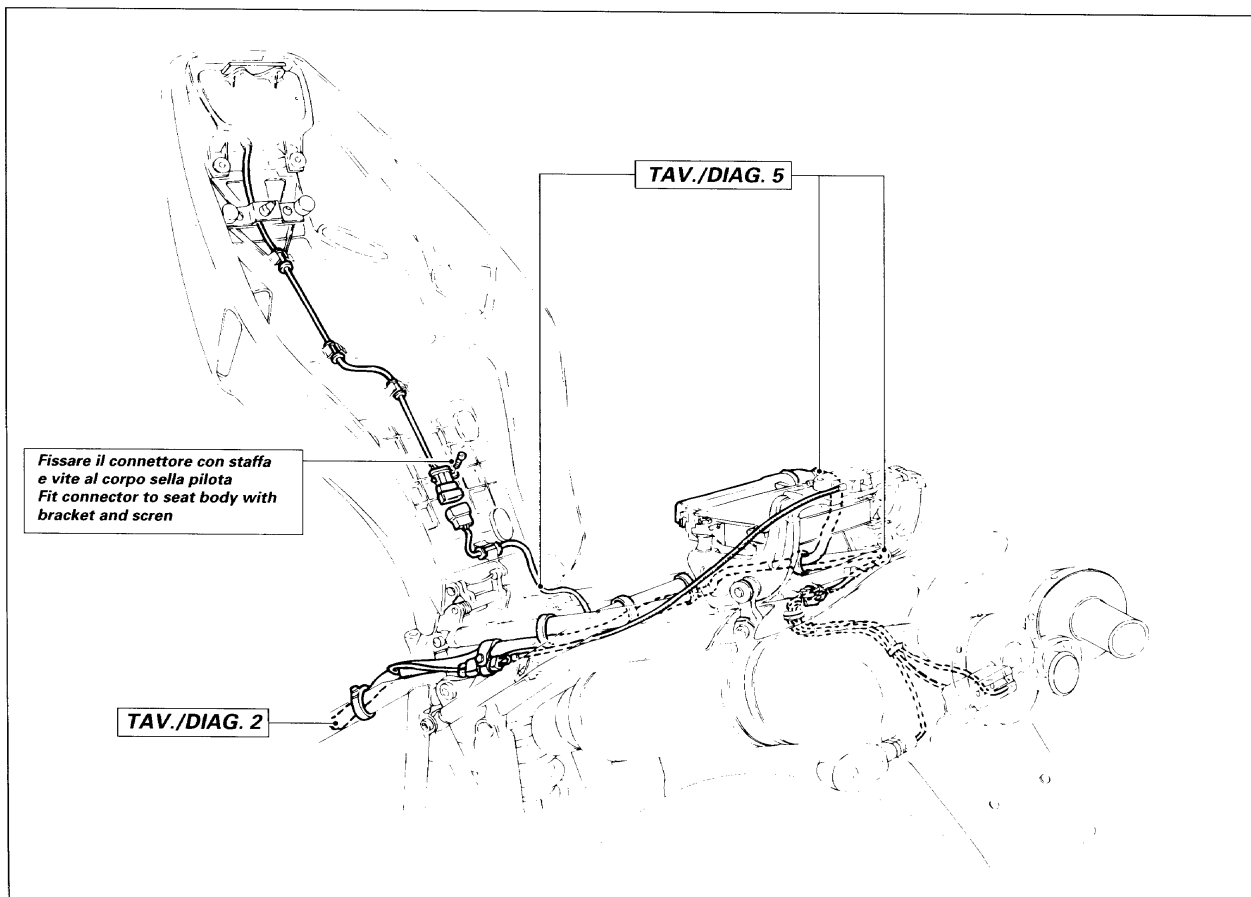 TAV./DIAG. 5
Fissare il connettore con staffa
e vite al corpo sella pilota
Fit connector to seat body with
bracket and scren
TAV./DIAG. 2